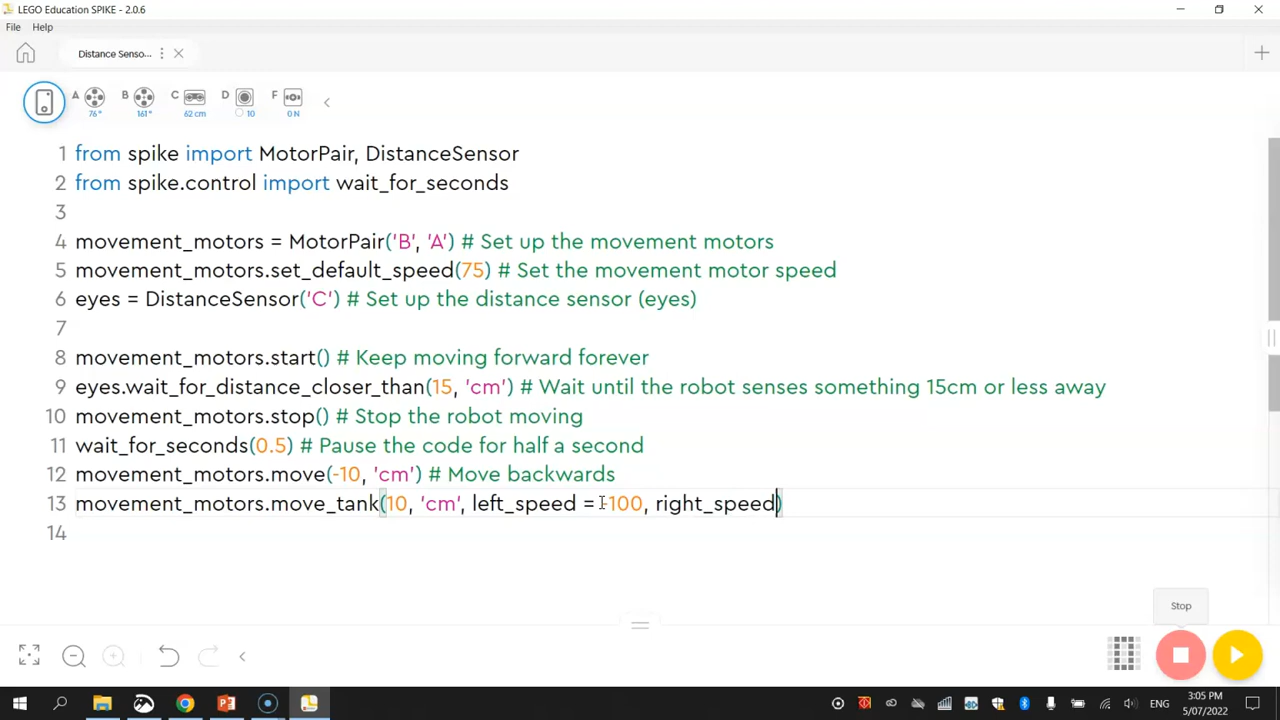 LEGO Education SPIKE - 2.0.6
File Help
Distance Senso...
A B C D F
76° 161° 62 cm 10 0 N
1 from spike import MotorPair, DistanceSensor
2 from spike.control import wait_for_seconds
3
4 movement_motors = MotorPair('B', 'A') # Set up the movement motors
5 movement_motors.set_default_speed(75) # Set the movement motor speed
6 eyes = DistanceSensor('C') # Set up the distance sensor (eyes)
7
8 movement_motors.start() # Keep moving forward forever
9 eyes.wait_for_distance_closer_than(15, 'cm') # Wait until the robot senses something 15cm or less away
10 movement_motors.stop() # Stop the robot moving
11 wait_for_seconds(0.5) # Pause the code for half a second
12 movement_motors.move(-10, 'cm') # Move backwards
13 movement_motors.move_tank(10, 'cm', left_speed = -100, right_speed)
14
Stop
ENG
3:05 PM
5/07/2022